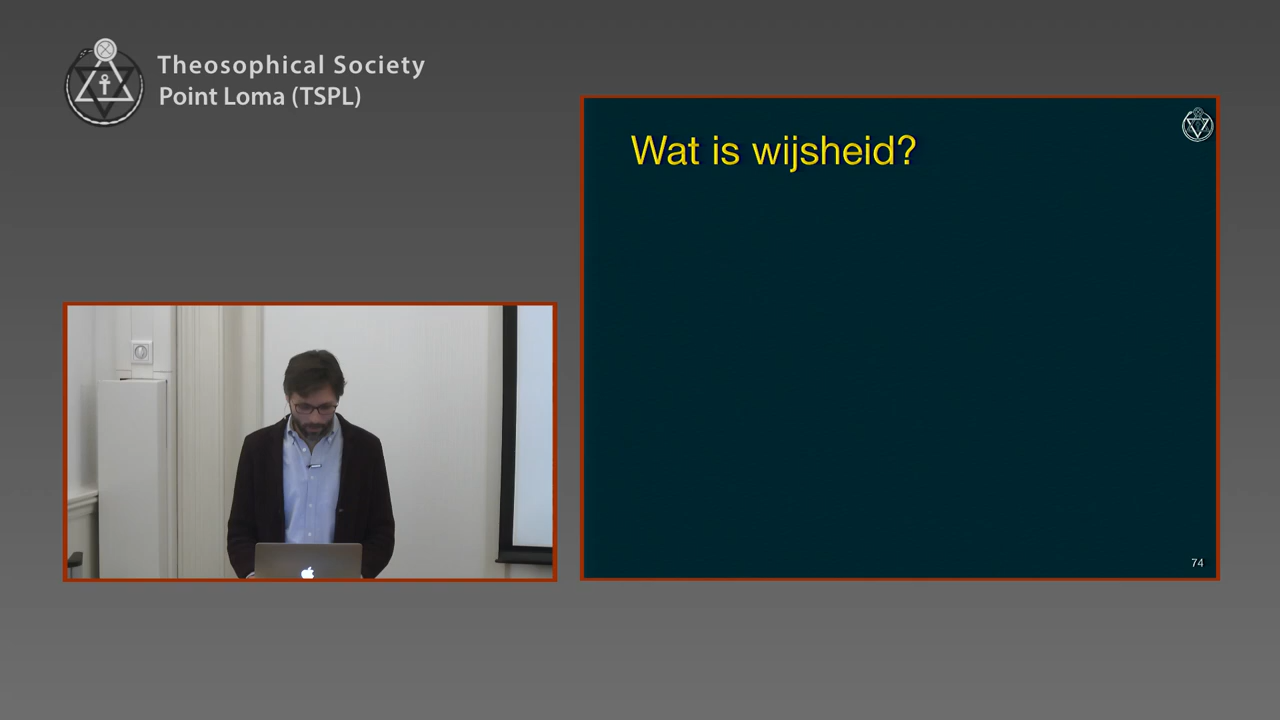 Theosophical Society
Point Loma (TSPL)
Wat is wijsheid?
74